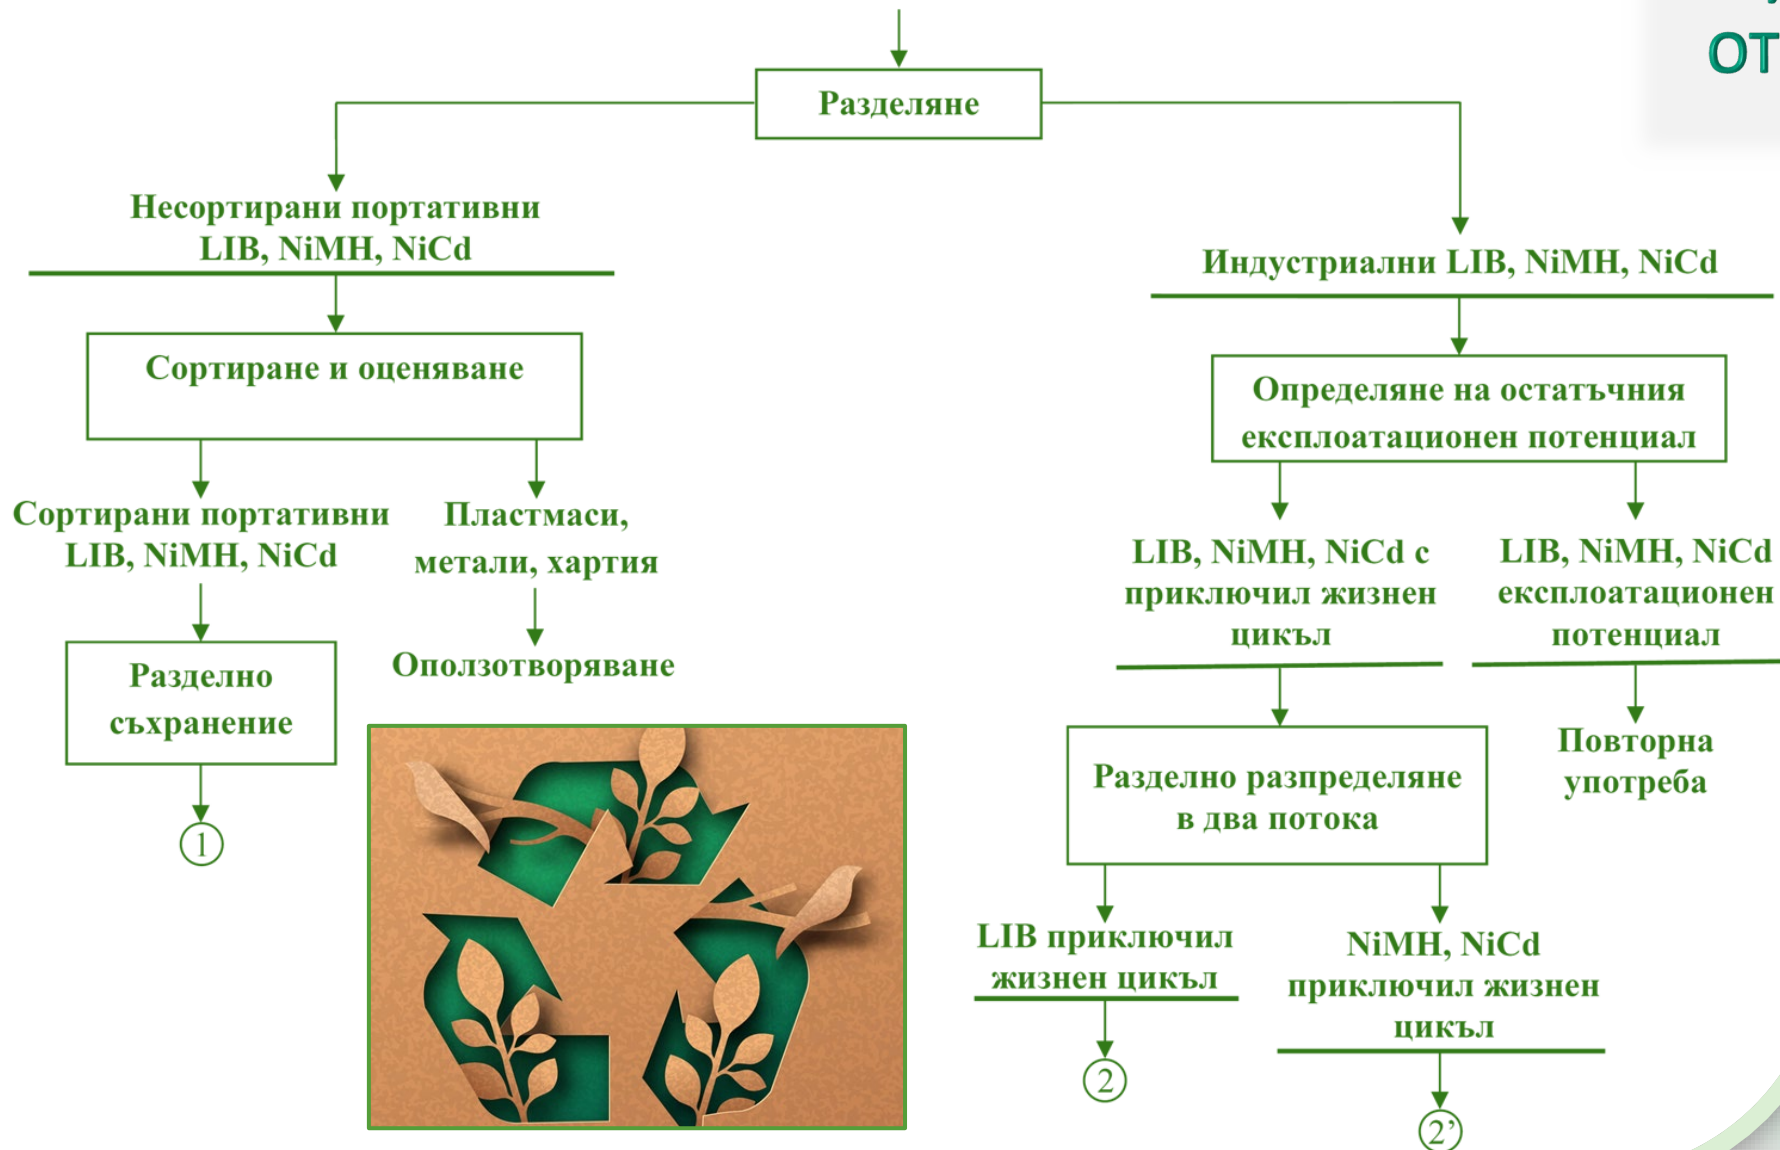 ОТ
Разделяне
Несортирани портативни
LIB, NiMH, NiCd
Индустриални LIB, NiMH, NiCd
Сортиране и оценяване
Определяне на остатъчния
експлоатационен потенциал
Сортирани портативни
LIB, NiMH, NiCd
Пластмаси,
метали, хартия
LIB, NiMH, NiCd с
приключил жизнен
цикъл
LIB, NiMH, NiCd
експлоатационен
потенциал
Разделно
съхранение
Оползотворяване
Разделно разпределяне
в два потока
Повторна
употреба
1
LIB приключил
жизнен цикъл
NiMH, NiCd
приключил жизнен
цикъл
2
2’